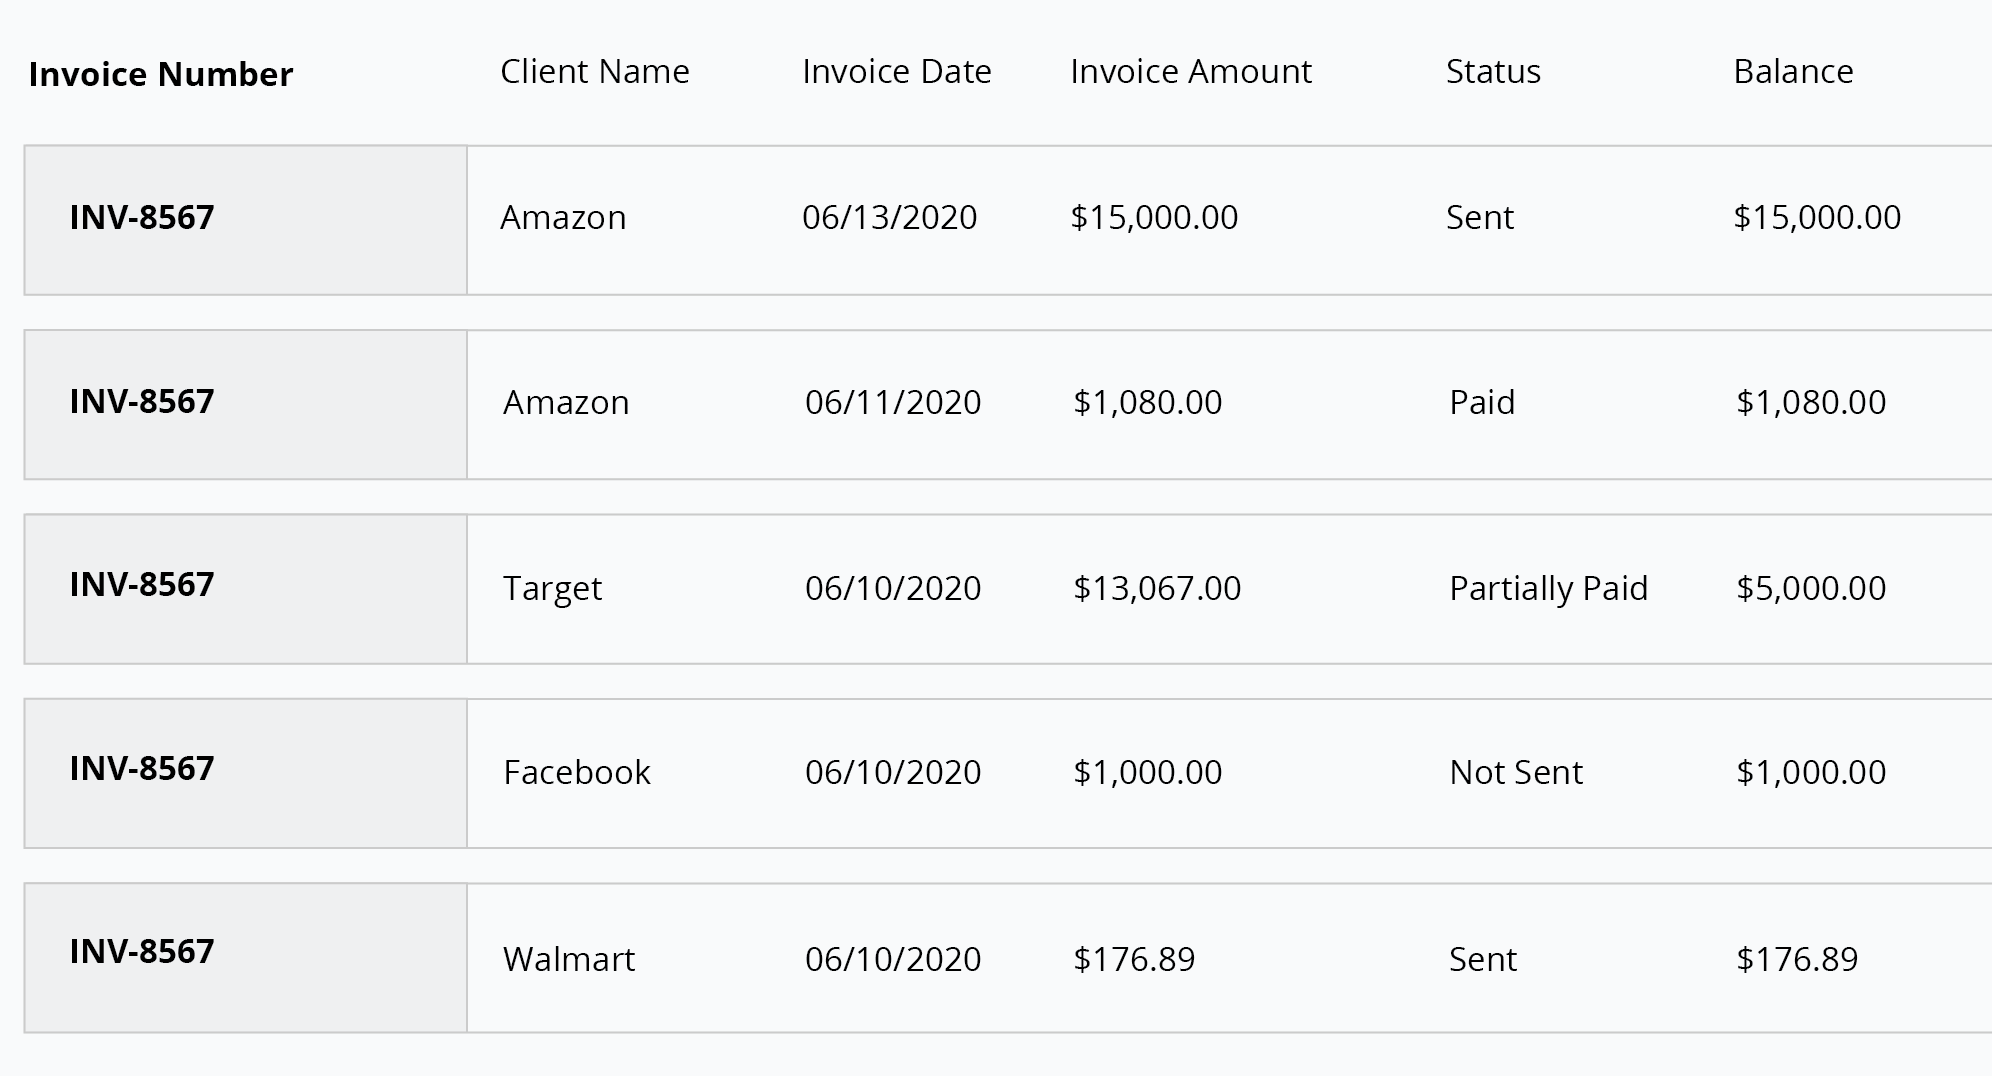 Invoice Number Client Name Invoice Date Invoice Amount Status Balance
INV-8567 Amazon 06/13/2020 $15,000.00 Sent $15,000.00
INV-8567 Amazon 06/11/2020 $1,080.00 Paid $1,080.00
INV-8567 Target 06/10/2020 $13,067.00 Partially Paid $5,000.00
INV-8567 Facebook 06/10/2020 $1,000.00 Not Sent $1,000.00
INV-8567 Walmart 06/10/2020 $176.89 Sent $176.89